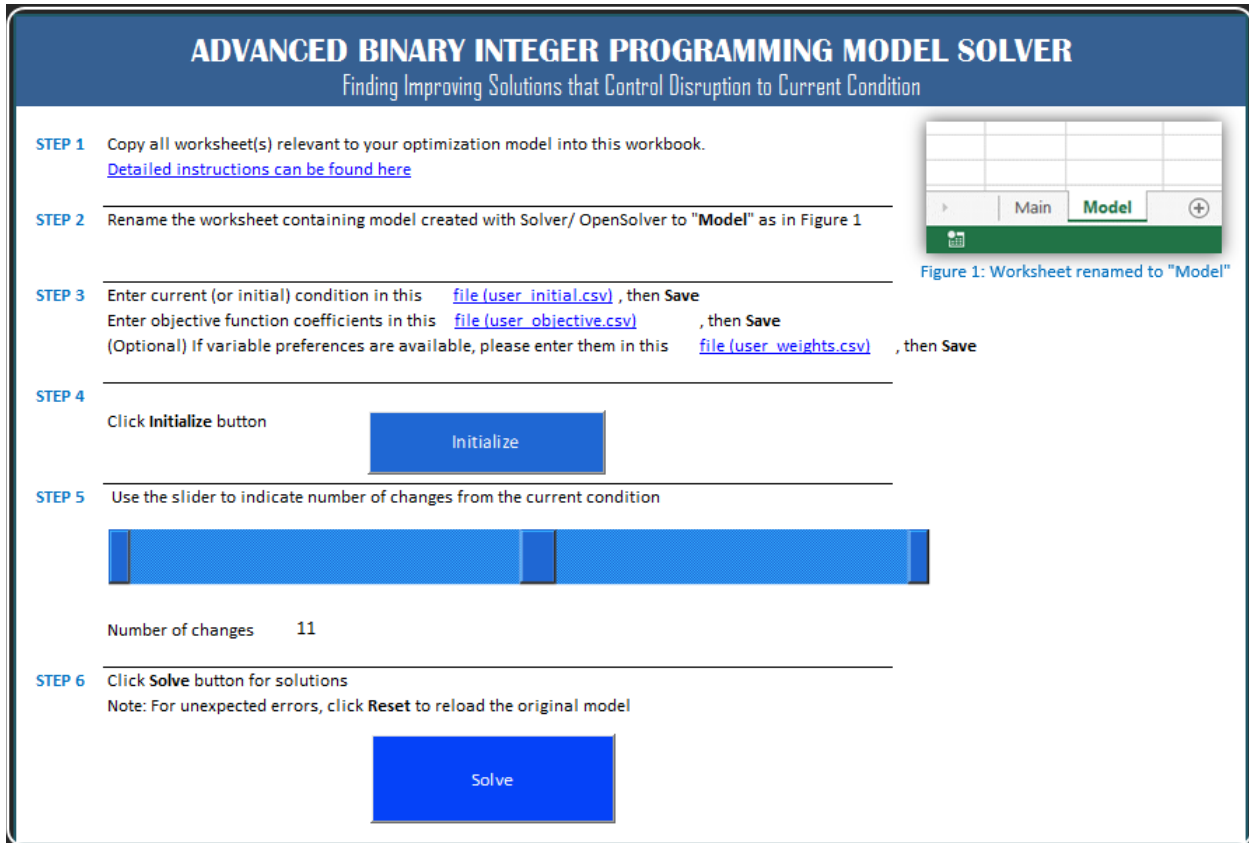 ADVANCED BINARY INTEGER PROGRAMMING MODEL SOLVER
Finding Improving Solutions that Control Disruption to Current Condition
STEP 1 Copy all worksheet(s) relevant to your optimization model into this workbook.
Detailed instructions can be found here
STEP 2 Rename the worksheet containing model created with Solver/ OpenSolver to "Model" as in Figure 1
Main Model
Figure 1: Worksheet renamed to "Model"
STEP 3 Enter current (or initial) condition in this file (user_initial.csv) , then Save
Enter objective function coefficients in this file (user_objective.csv) , then Save
(Optional) If variable preferences are available, please enter them in this file (user_weights.csv) , then Save
STEP 4
Click Initialize button
Initialize
STEP 5 Use the slider to indicate number of changes from the current condition
Number of changes 11
STEP 6 Click Solve button for solutions
Note: For unexpected errors, click Reset to reload the original model
Solve